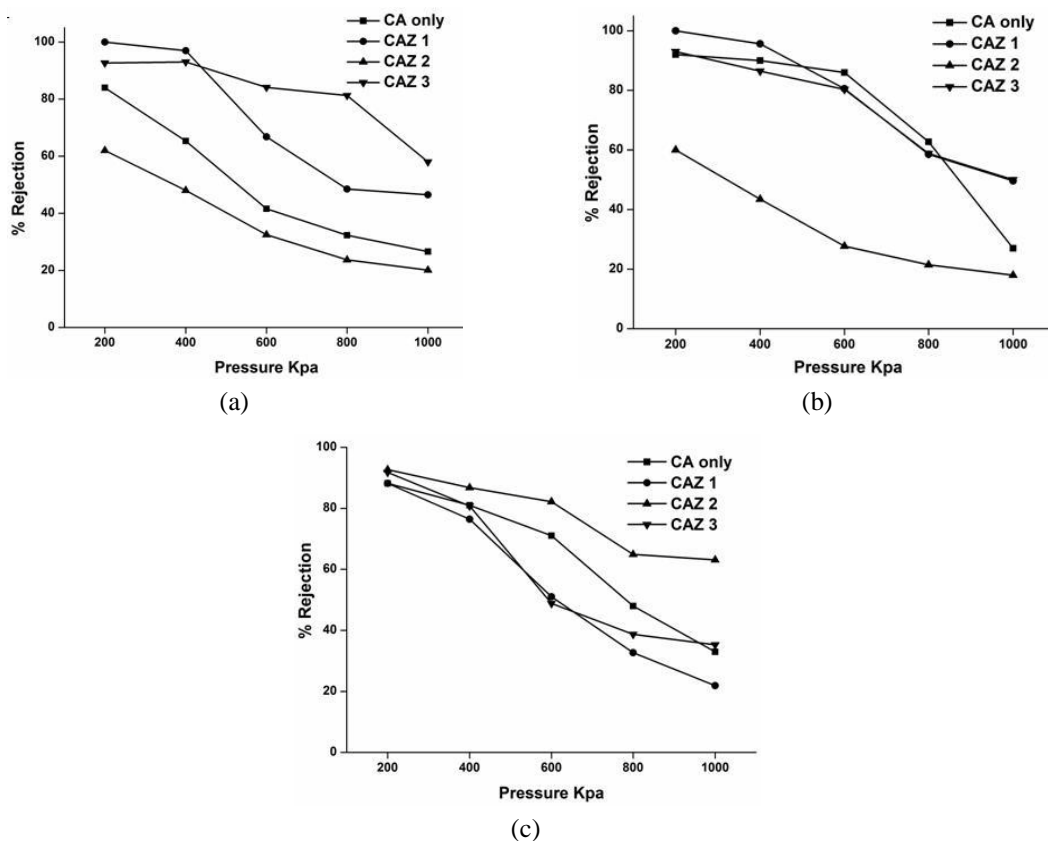 CA only
CAZ 1
CAZ 2
CAZ 3
100
80
60
40
20
0
% Rejection
200 400 600 800 1000
Pressure Kpa
(a)
CA only
CAZ 1
CAZ 2
CAZ 3
100
80
60
40
20
0
% Rejection
200 400 600 800 1000
Pressure Kpa
(b)
CA only
CAZ 1
CAZ 2
CAZ 3
100
80
60
40
20
0
% Rejection
200 400 600 800 1000
Pressure Kpa
(c)